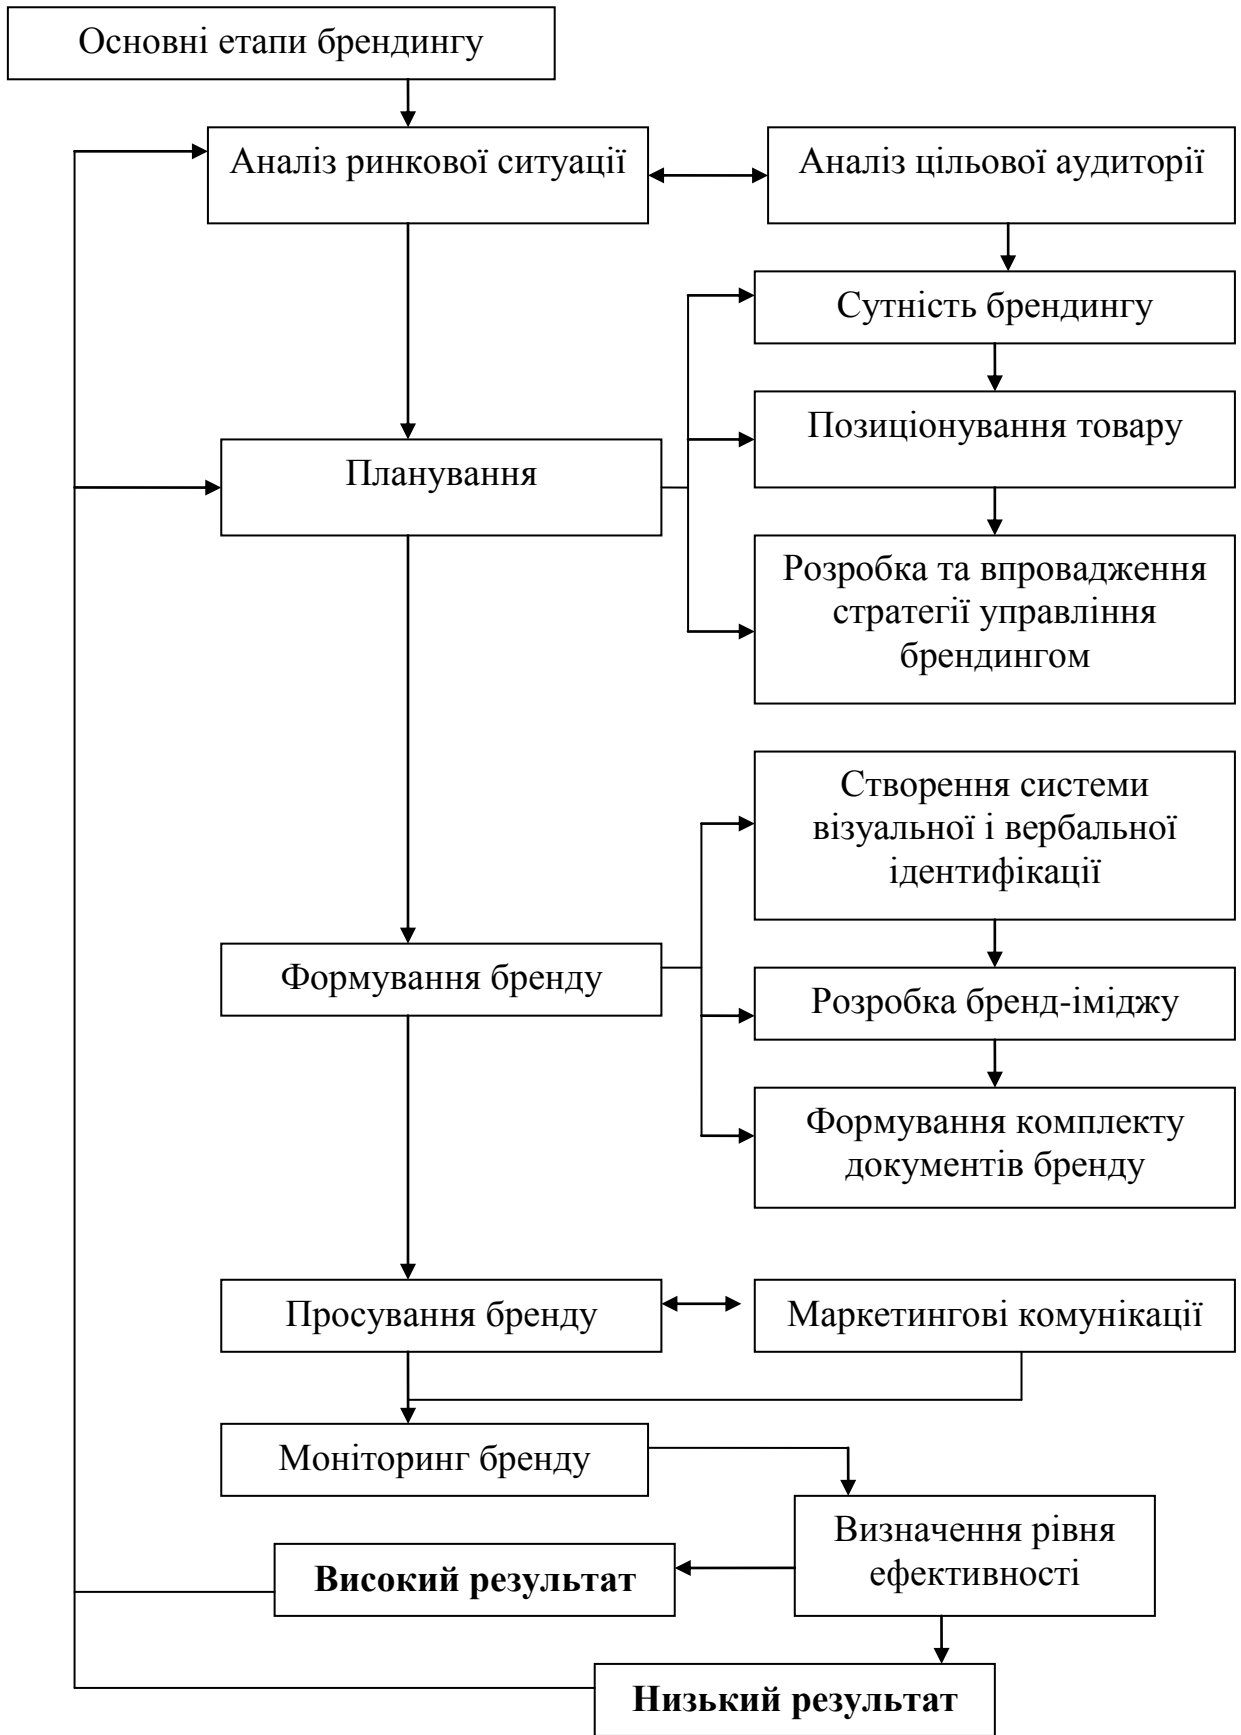 Основні етапи брендингу
Аналіз ринкової ситуації
Аналіз цільової аудиторії
Сутність брендингу
Позиціонування товару
Планування
Розробка та впровадження
стратегії управління
брендингом
Створення системи
візуальної і вербальної
ідентифікації
Формування бренду
Розробка бренд-іміджу
Формування комплекту
документів бренду
Просування бренду
Маркетингові комунікації
Моніторинг бренду
Визначення рівня
ефективності
Високий результат
Низький результат